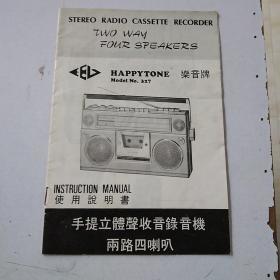 STEREO RADIO CASSETTE RECORDER
TWO WAY
FOUR SPEAKERS
HAPPYTONE 樂音牌
Model No. 327
INSTRUCTION MANUAL
使用說明書
手提立體聲收音錄音機
兩路四喇叭